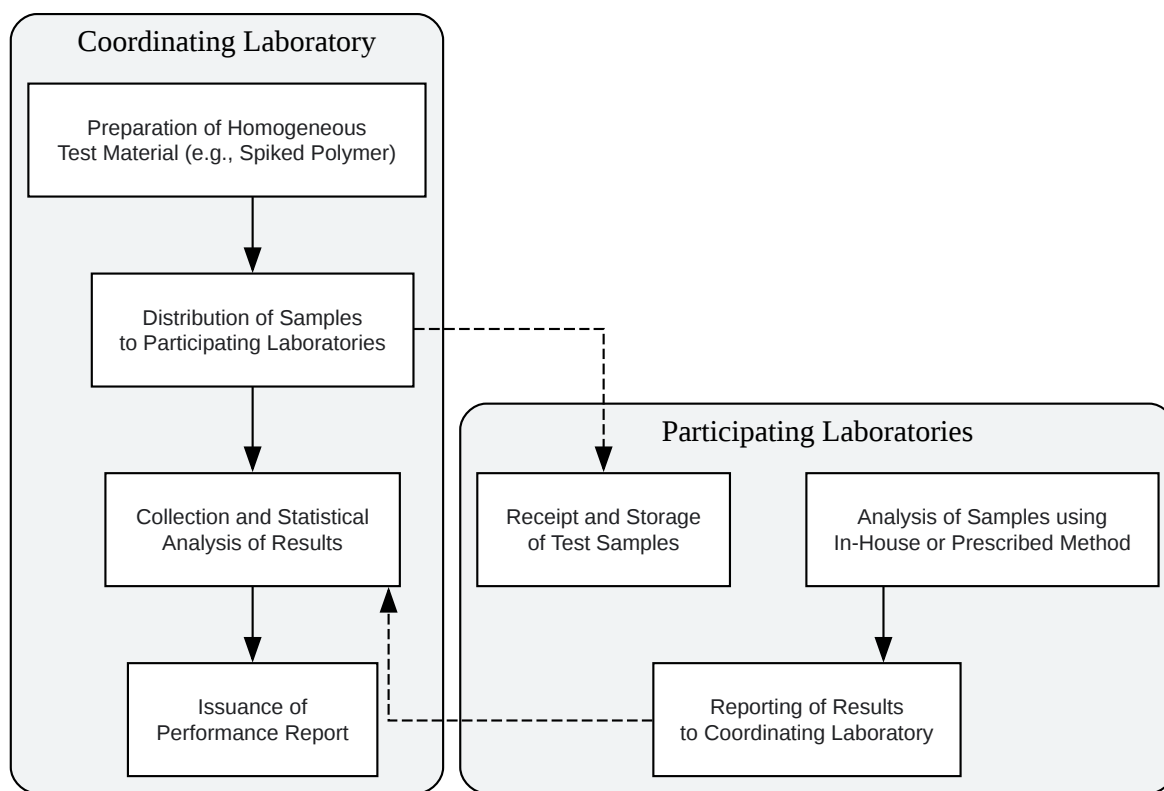 Coordinating Laboratory
Preparation of Homogeneous
Test Material (e.g., Spiked Polymer)
Distribution of Samples
to Participating Laboratories
Collection and Statistical
Analysis of Results
Issuance of
Performance Report
Participating Laboratories
Receipt and Storage
of Test Samples
Analysis of Samples using
In-House or Prescribed Method
Reporting of Results
to Coordinating Laboratory